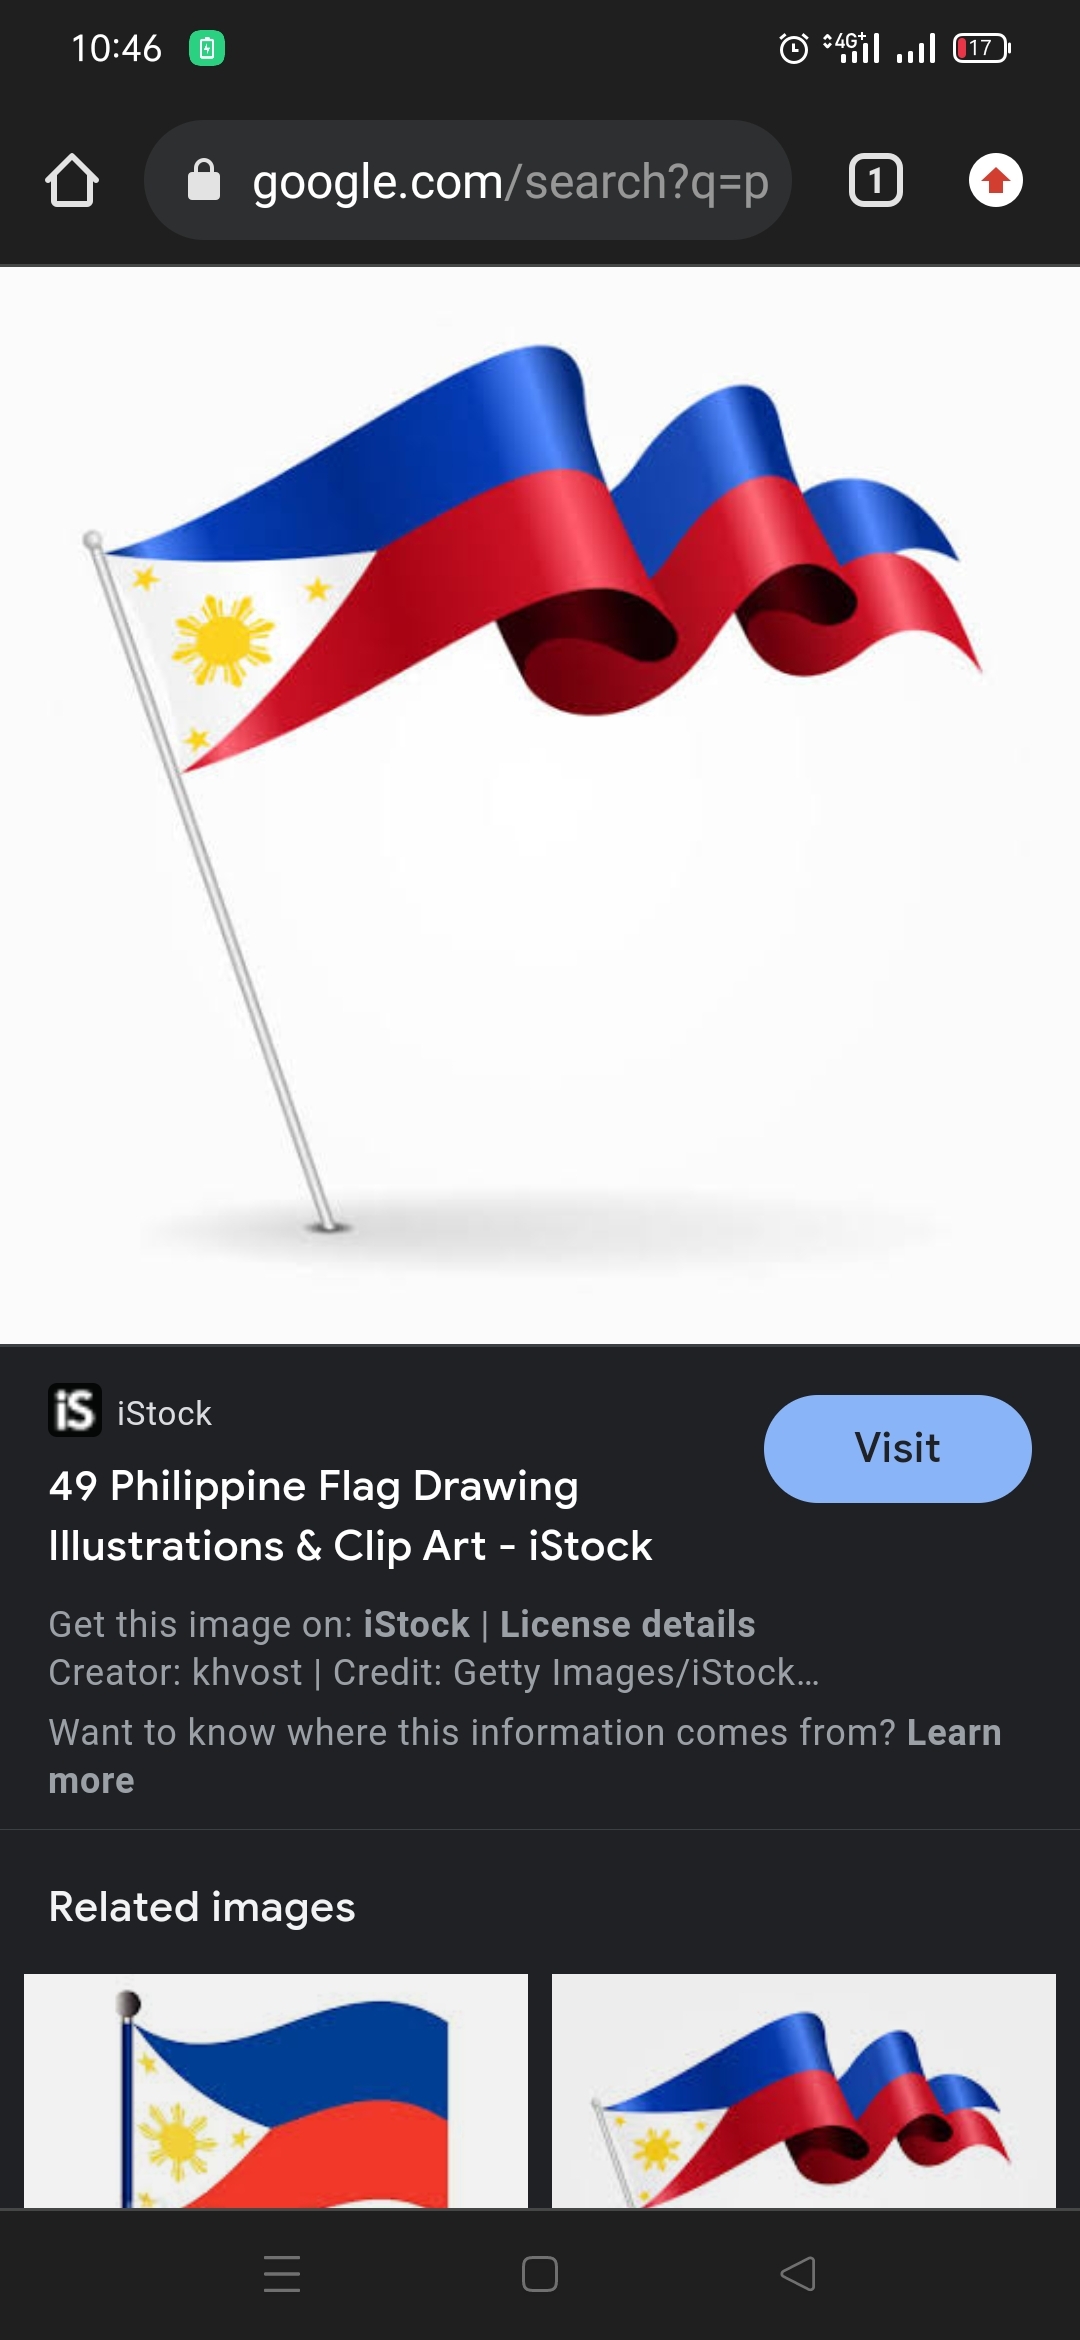 10:46
4G+
17
google.com/search?q=p
1
iS iStock
Visit
49 Philippine Flag Drawing
Illustrations & Clip Art - iStock
Get this image on: iStock | License details
Creator: khvost | Credit: Getty Images/iStock…
Want to know where this information comes from? Learn
more
Related images